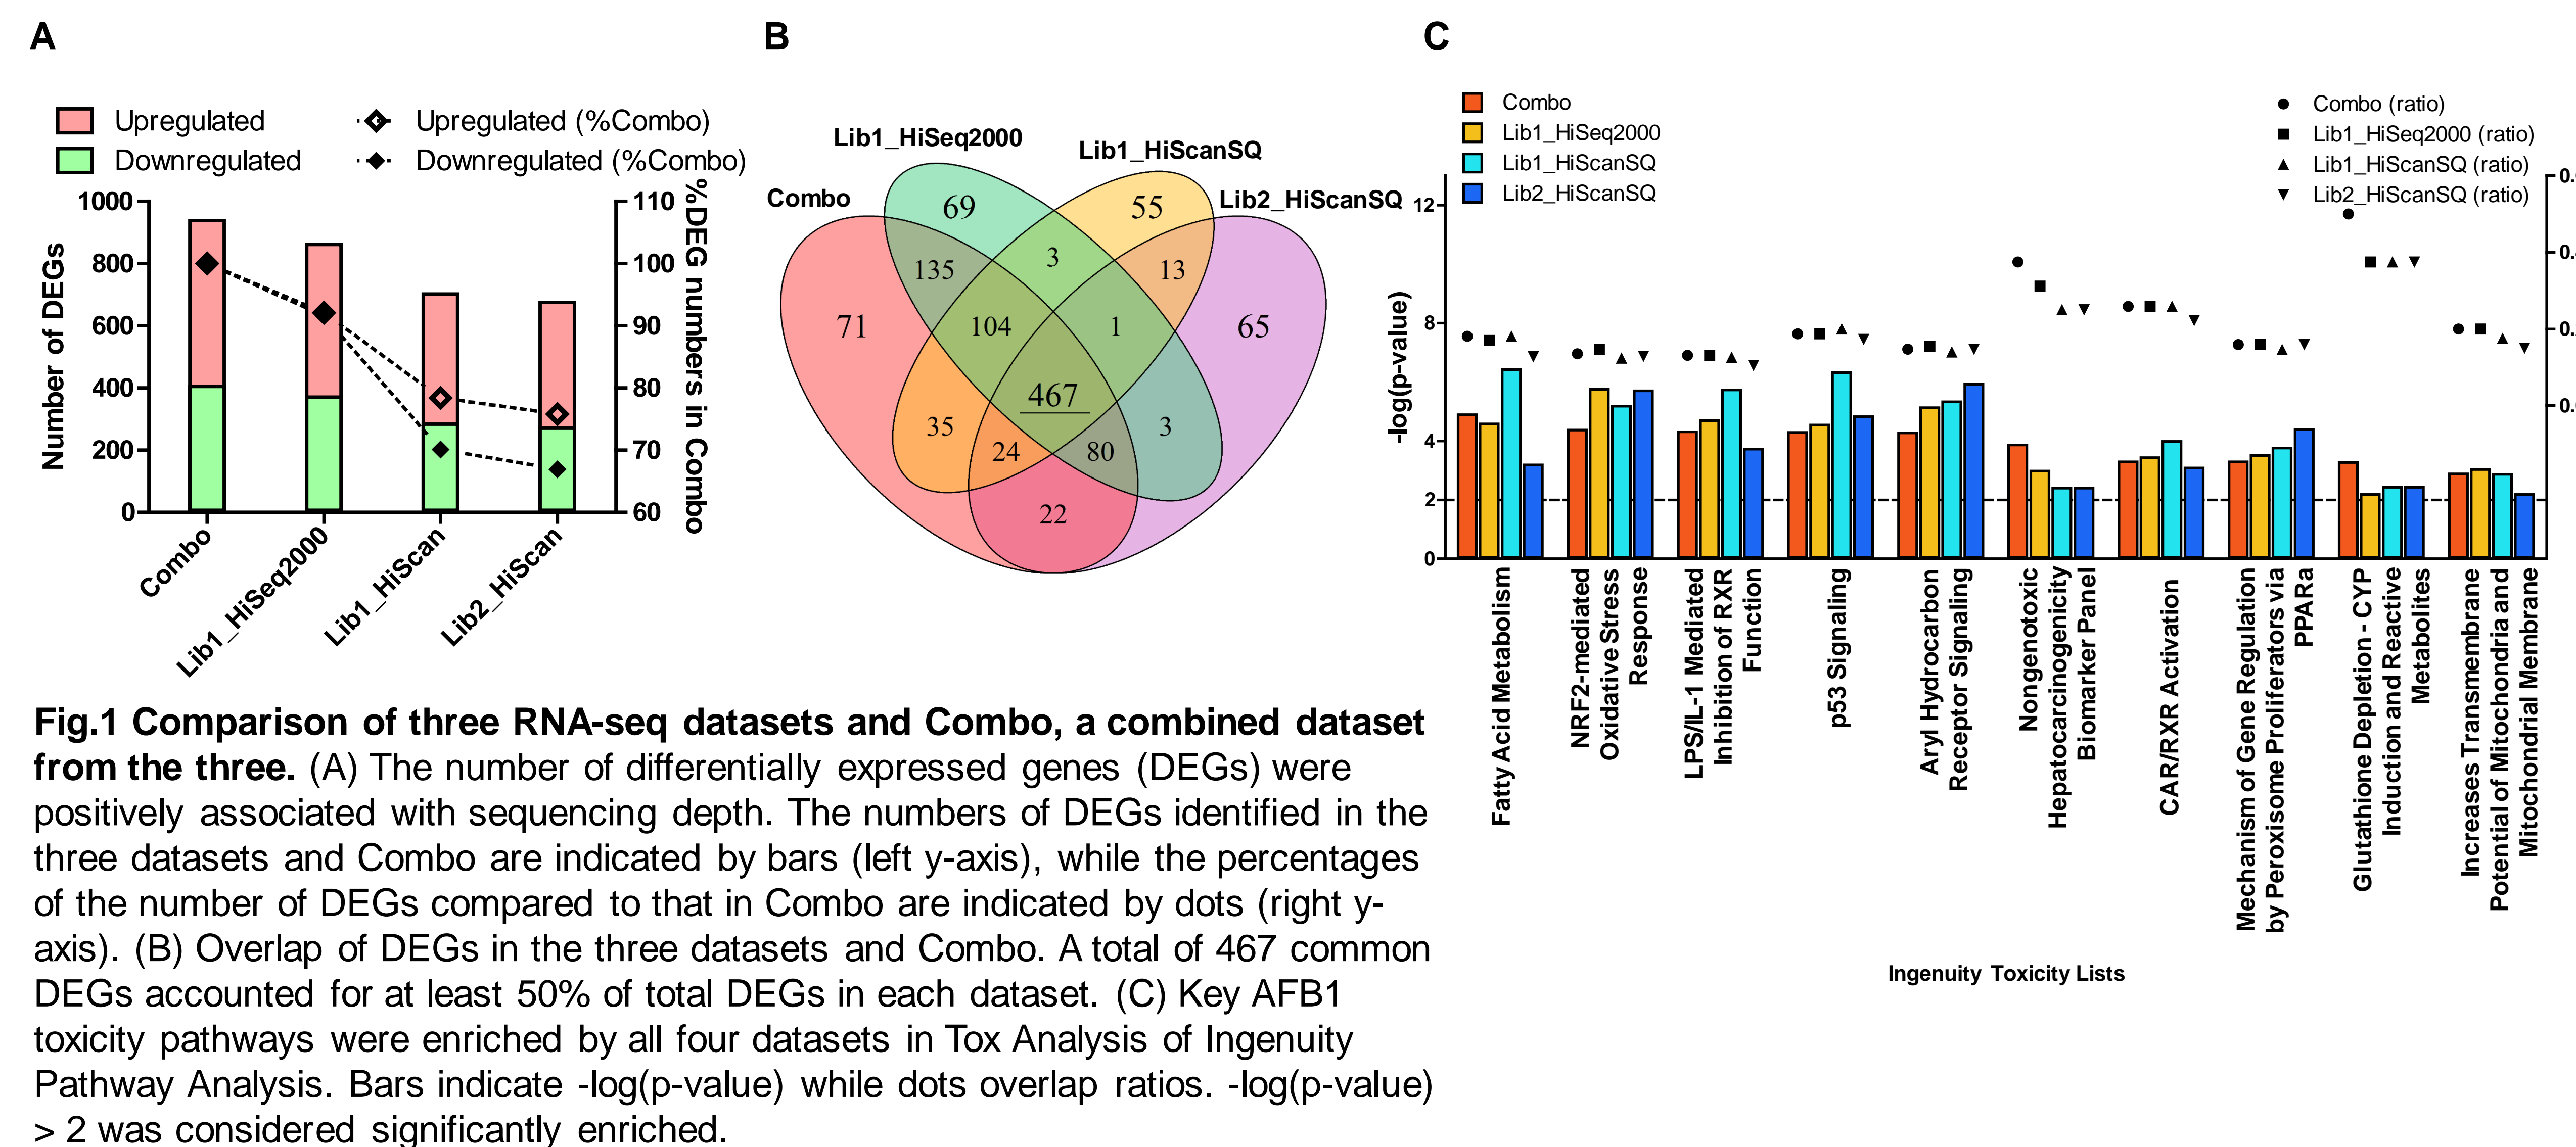 A
Upregulated
Downregulated
Upregulated (%Combo)
Downregulated (%Combo)
1000
800
600
400
200
0
Number of DEGs
110
100
90
80
70
60
%DEG numbers in Combo
Combo
Lib1_HiSeq2000
Lib1_HiScan
Lib2_HiScan
B
Lib1_HiSeq2000
Lib1_HiScanSQ
Combo
Lib2_HiScanSQ
69
55
135
3
13
71
104
1
65
467
35
3
24
80
22
C
Combo
Lib1_HiSeq2000
Lib1_HiScanSQ
Lib2_HiScanSQ
Combo (ratio)
Lib1_HiSeq2000 (ratio)
Lib1_HiScanSQ (ratio)
Lib2_HiScanSQ (ratio)
12
8
4
2
0
-log(p-value)
Fatty Acid Metabolism
NRF2-mediated
Oxidative Stress
Response
LPS/IL-1 Mediated
Inhibition of RXR
Function
p53 Signaling
Aryl Hydrocarbon
Receptor Signaling
Nongenotoxic
Hepatocarcinogenicity
Biomarker Panel
CAR/RXR Activation
Mechanism of Gene Regulation
by Peroxisome Proliferators via
PPARa
Glutathione Depletion - CYP
Induction and Reactive
Metabolites
Increases Transmembrane
Potential of Mitochondria and
Mitochondrial Membrane
Ingenuity Toxicity Lists
Fig.1 Comparison of three RNA-seq datasets and Combo, a combined dataset
from the three. (A) The number of differentially expressed genes (DEGs) were
positively associated with sequencing depth. The numbers of DEGs identified in the
three datasets and Combo are indicated by bars (left y-axis), while the percentages
of the number of DEGs compared to that in Combo are indicated by dots (right y-
axis). (B) Overlap of DEGs in the three datasets and Combo. A total of 467 common
DEGs accounted for at least 50% of total DEGs in each dataset. (C) Key AFB1
toxicity pathways were enriched by all four datasets in Tox Analysis of Ingenuity
Pathway Analysis. Bars indicate -log(p-value) while dots overlap ratios. -log(p-value)
> 2 was considered significantly enriched.